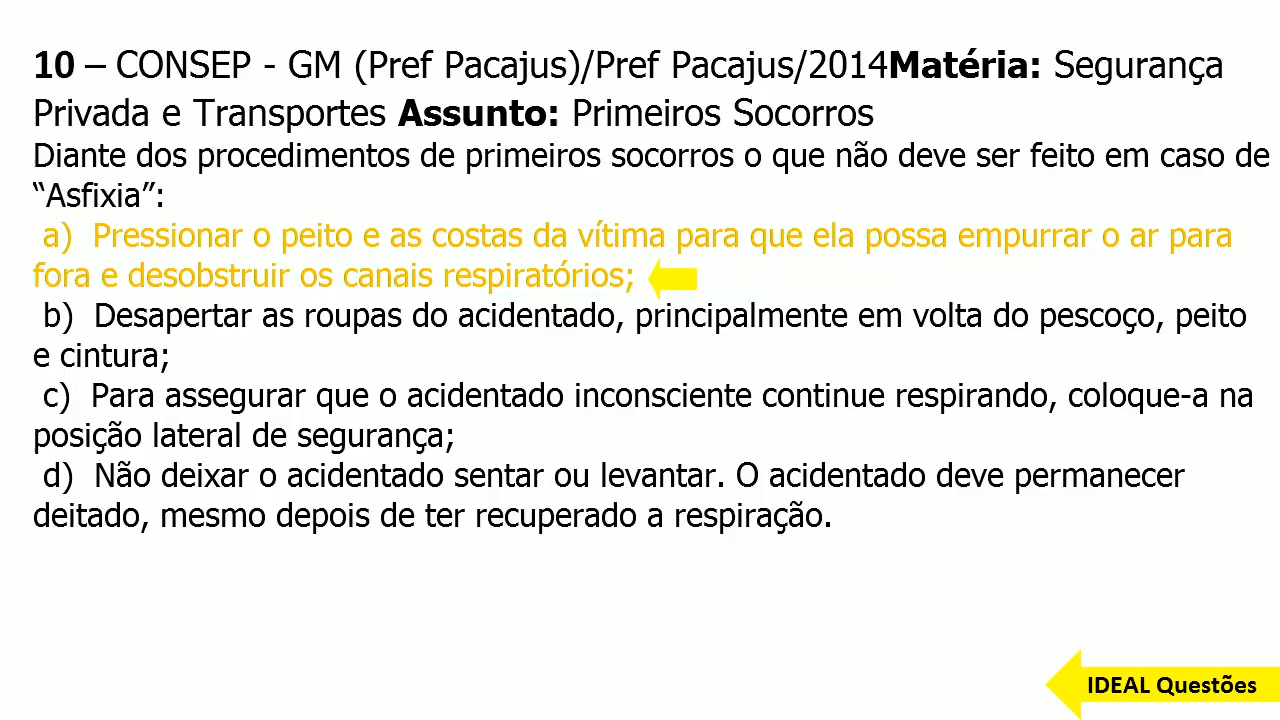 10 – CONSEP - GM (Pref Pacajus)/Pref Pacajus/2014Matéria: Segurança
Privada e Transportes Assunto: Primeiros Socorros
Diante dos procedimentos de primeiros socorros o que não deve ser feito em caso de
“Asfixia”:
a) Pressionar o peito e as costas da vítima para que ela possa empurrar o ar para
fora e desobstruir os canais respiratórios;
b) Desapertar as roupas do acidentado, principalmente em volta do pescoço, peito
e cintura;
c) Para assegurar que o acidentado inconsciente continue respirando, coloque-a na
posição lateral de segurança;
d) Não deixar o acidentado sentar ou levantar. O acidentado deve permanecer
deitado, mesmo depois de ter recuperado a respiração.
IDEAL Questões